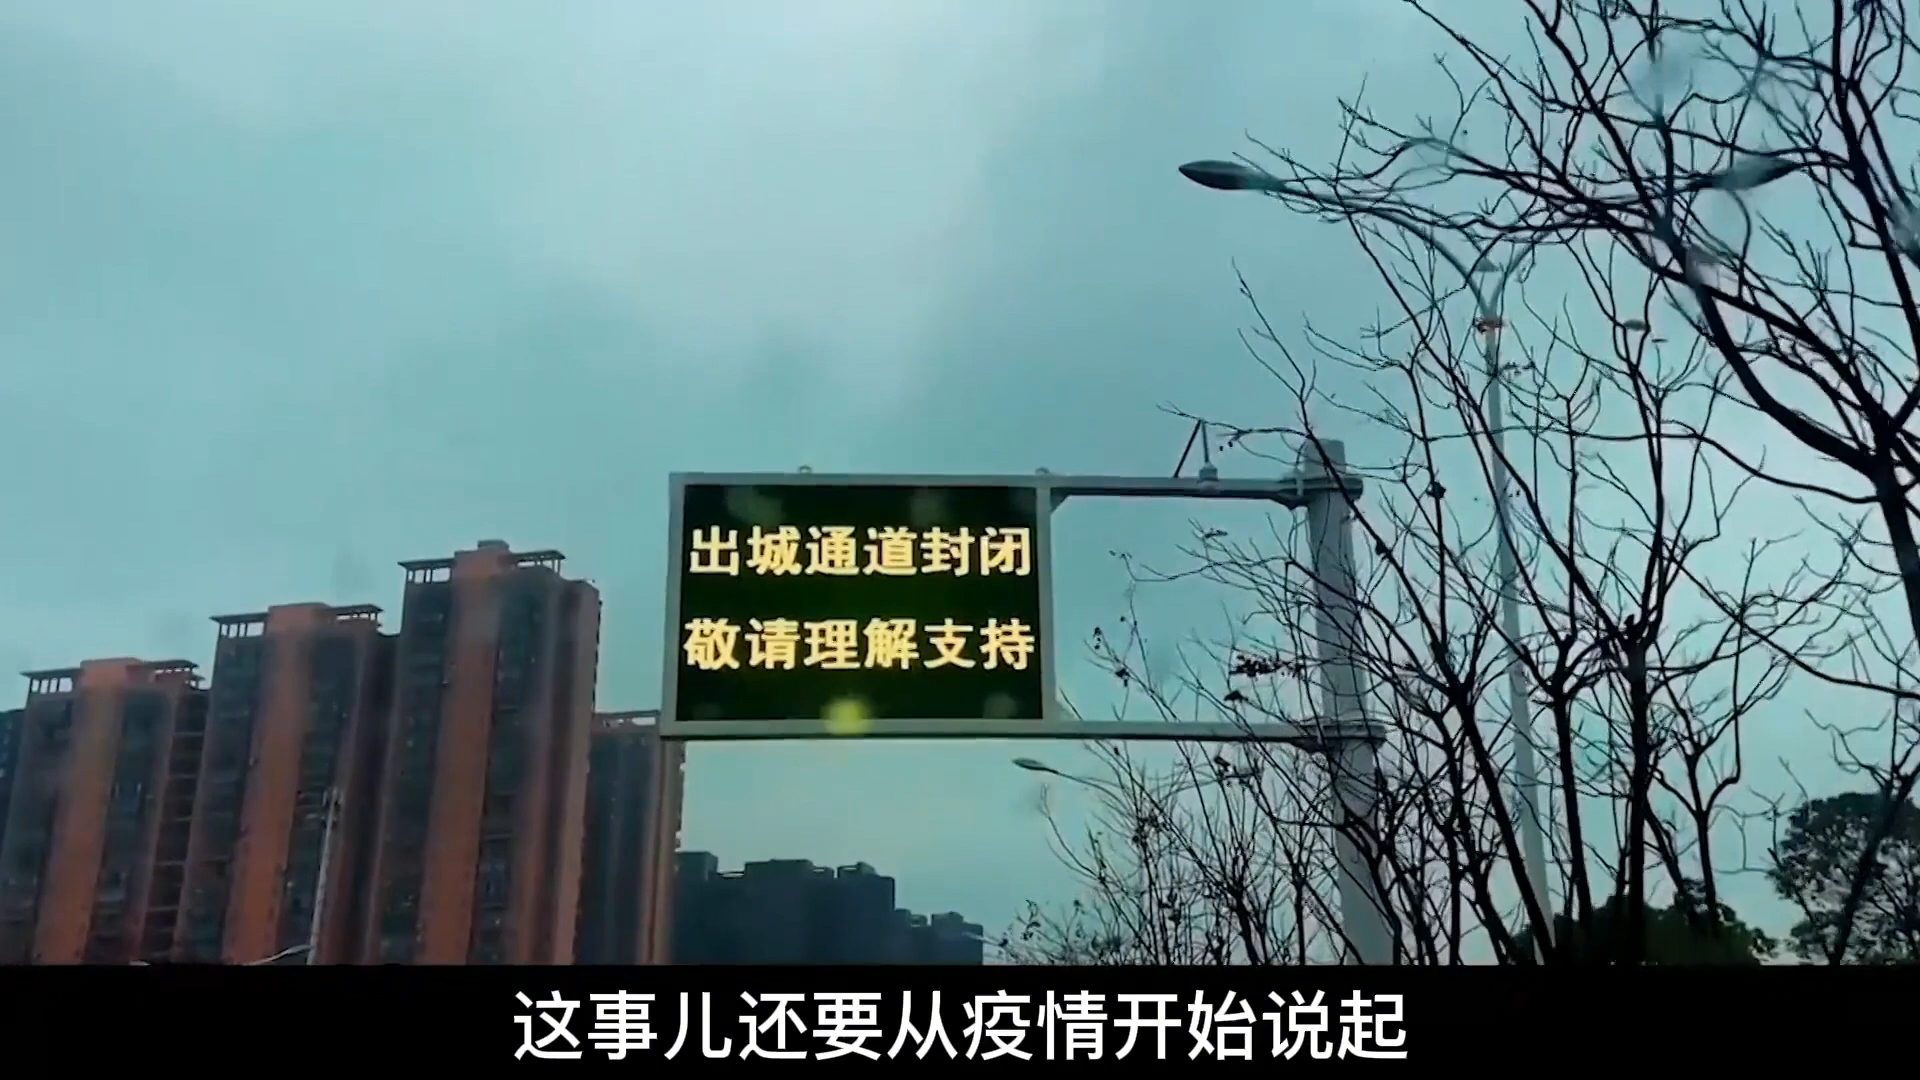 出城通道封闭
敬请理解支持
这事儿还要从疫情开始说起